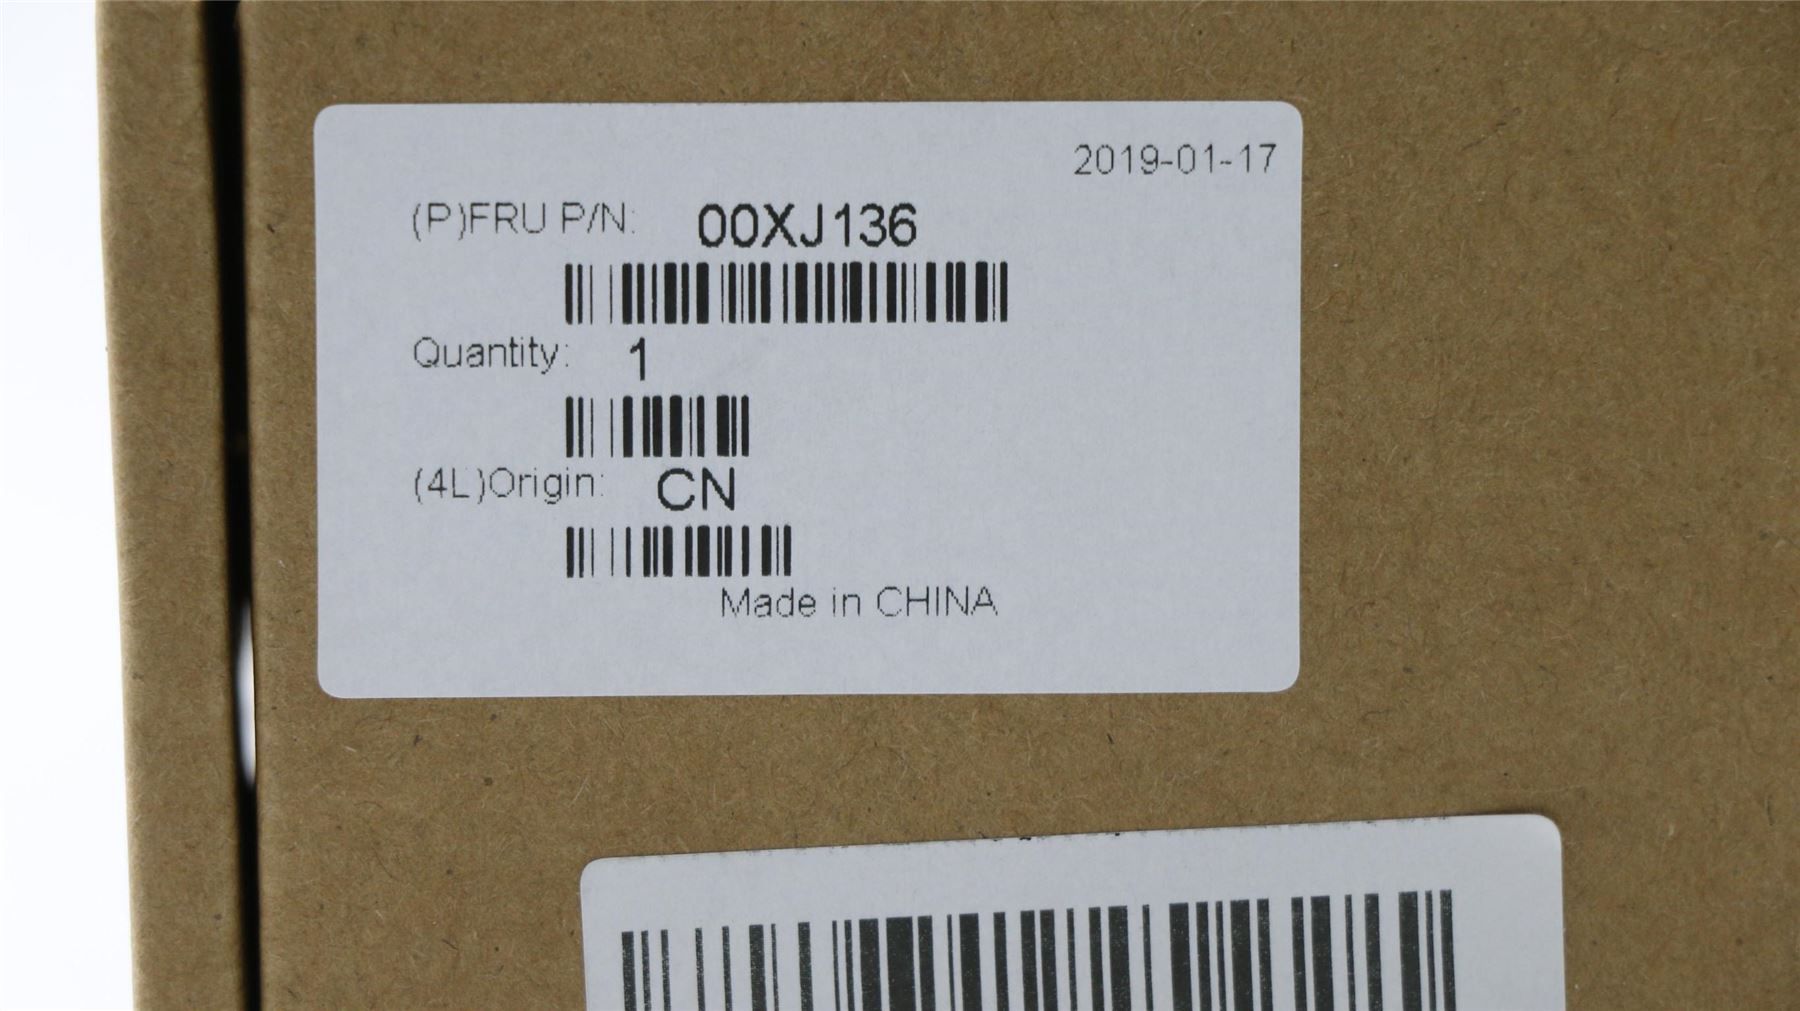 2019-01-17
(P)FRU P/N: 00XJ136
Quantity: 1
(4L)Origin: CN
Made in CHINA